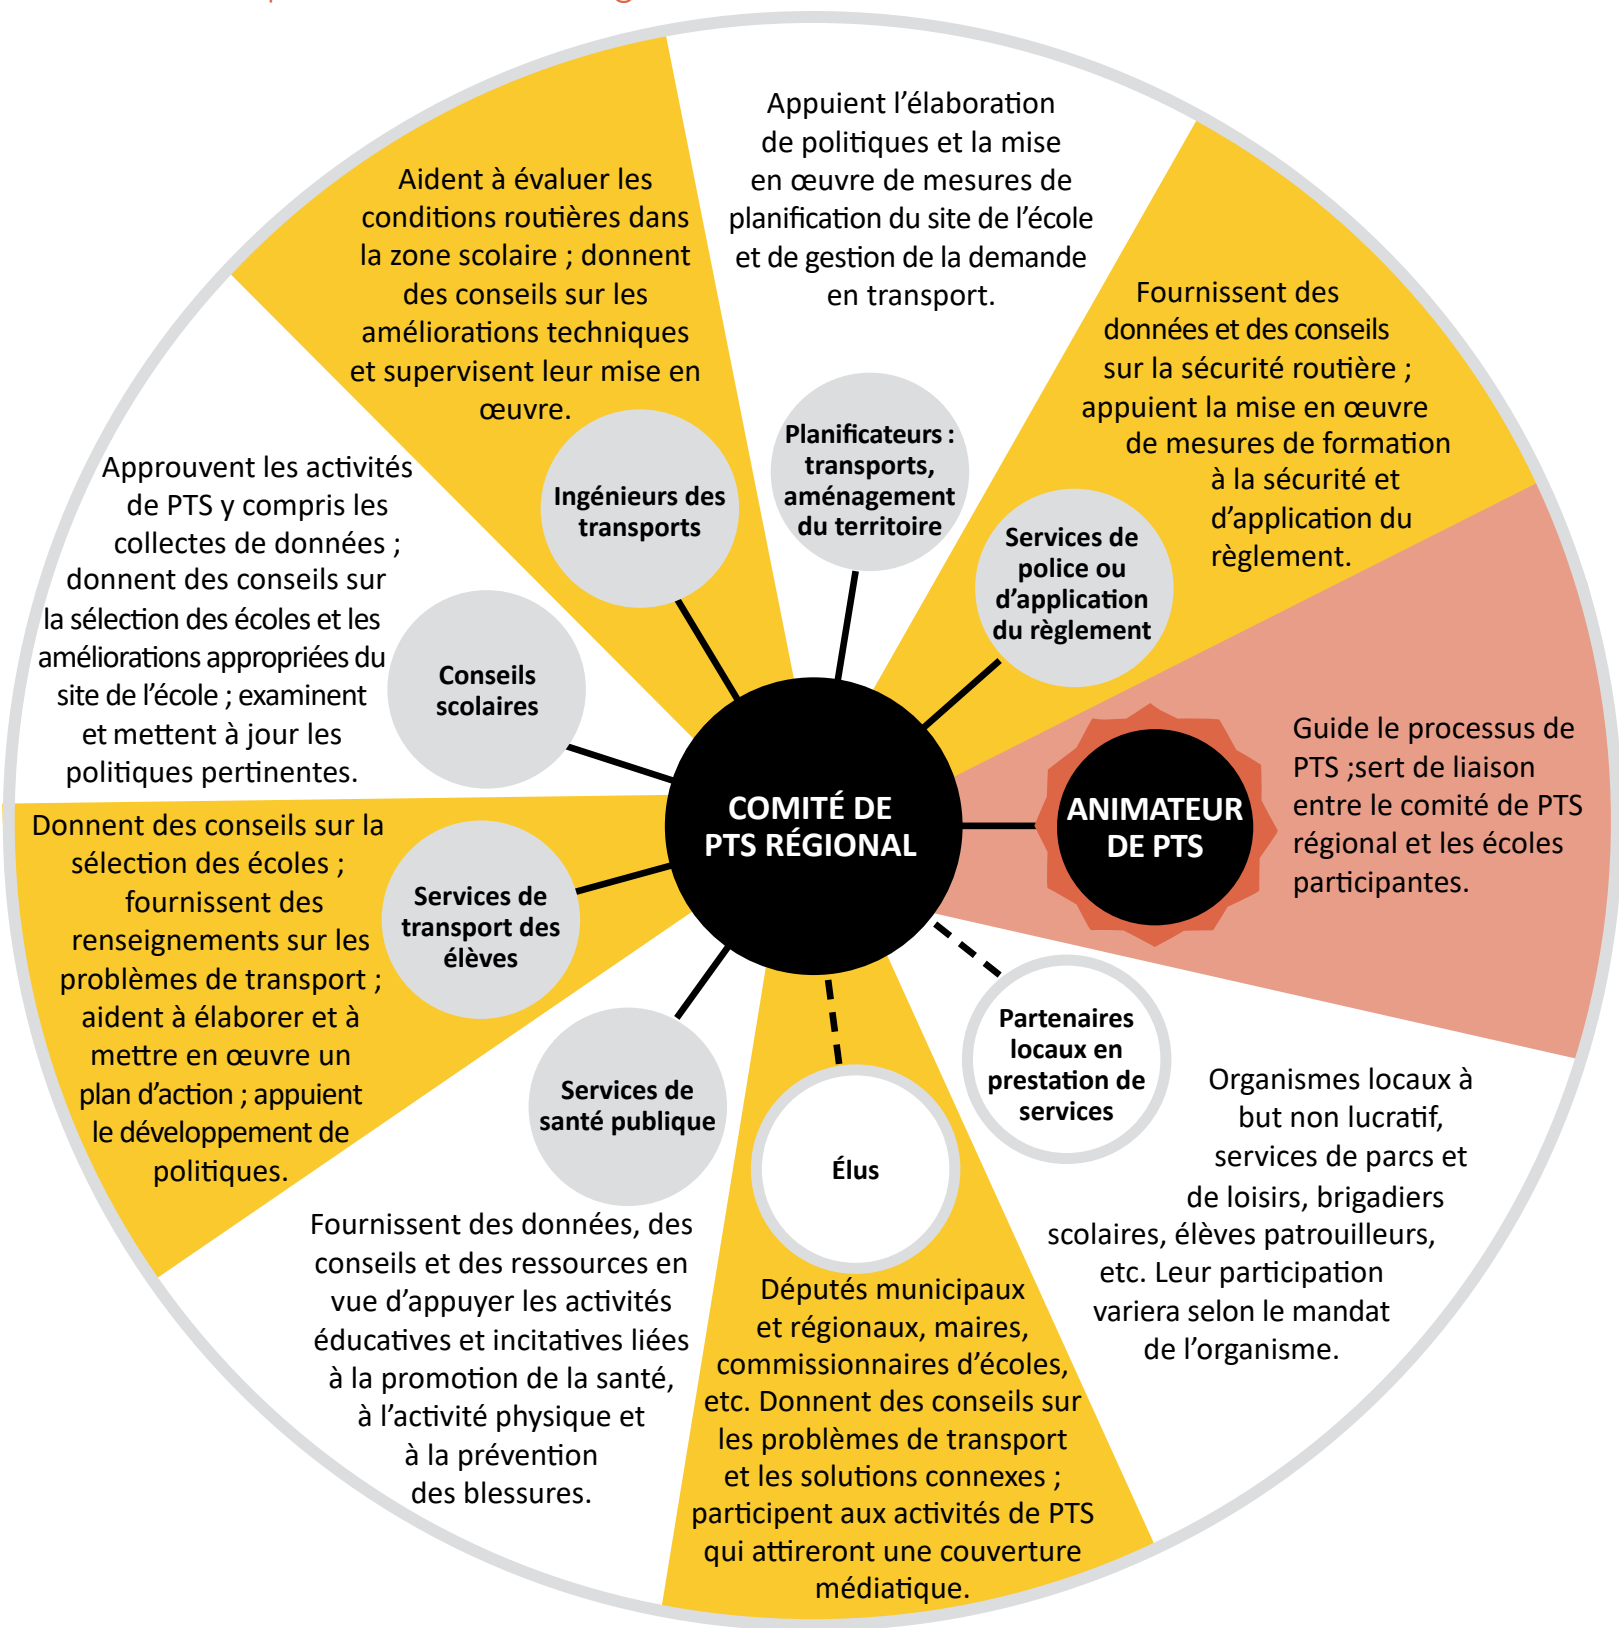 Appuient l’élaboration
de politiques et la mise
en œuvre de mesures de
planification du site de l’école
et de gestion de la demande
en transport.
Planificateurs :
transports,
aménagement
du territoire
Fournissent des
données et des conseils
sur la sécurité routière ;
appuient la mise en œuvre
de mesures de formation
à la sécurité et
d’application du
règlement.
Services de
police ou
d’application
du règlement
Guide le processus de
PTS ;sert de liaison
entre le comité de PTS
régional et les écoles
participantes.
ANIMATEUR
DE PTS
Partenaires
locaux en
prestation de
services
Organismes locaux à
but non lucratif,
services de parcs et
de loisirs, brigadiers
scolaires, élèves patrouilleurs,
etc. Leur participation
variera selon le mandat
de l’organisme.
Élus
Députés municipaux
et régionaux, maires,
commissionnaires d’écoles,
etc. Donnent des conseils sur
les problèmes de transport
et les solutions connexes ;
participent aux activités de PTS
qui attireront une couverture
médiatique.
Services de
santé publique
Fournissent des données, des
conseils et des ressources en
vue d’appuyer les activités
éducatives et incitatives liées
à la promotion de la santé,
à l’activité physique et
à la prévention
des blessures.
Services de
transport des
élèves
Donnent des conseils sur la
sélection des écoles ;
fournissent des
renseignements sur les
problèmes de transport ;
aident à élaborer et à
mettre en œuvre un
plan d’action ; appuient
le développement de
politiques.
Conseils
scolaires
Approuvent les activités
de PTS y compris les
collectes de données ;
donnent des conseils sur
la sélection des écoles et les
améliorations appropriées du
site de l’école ; examinent
et mettent à jour les
politiques pertinentes.
Ingénieurs des
transports
Aident à évaluer les
conditions routières dans
la zone scolaire ; donnent
des conseils sur les
améliorations techniques
et supervisent leur mise en
œuvre.
COMITÉ DE
PTS RÉGIONAL